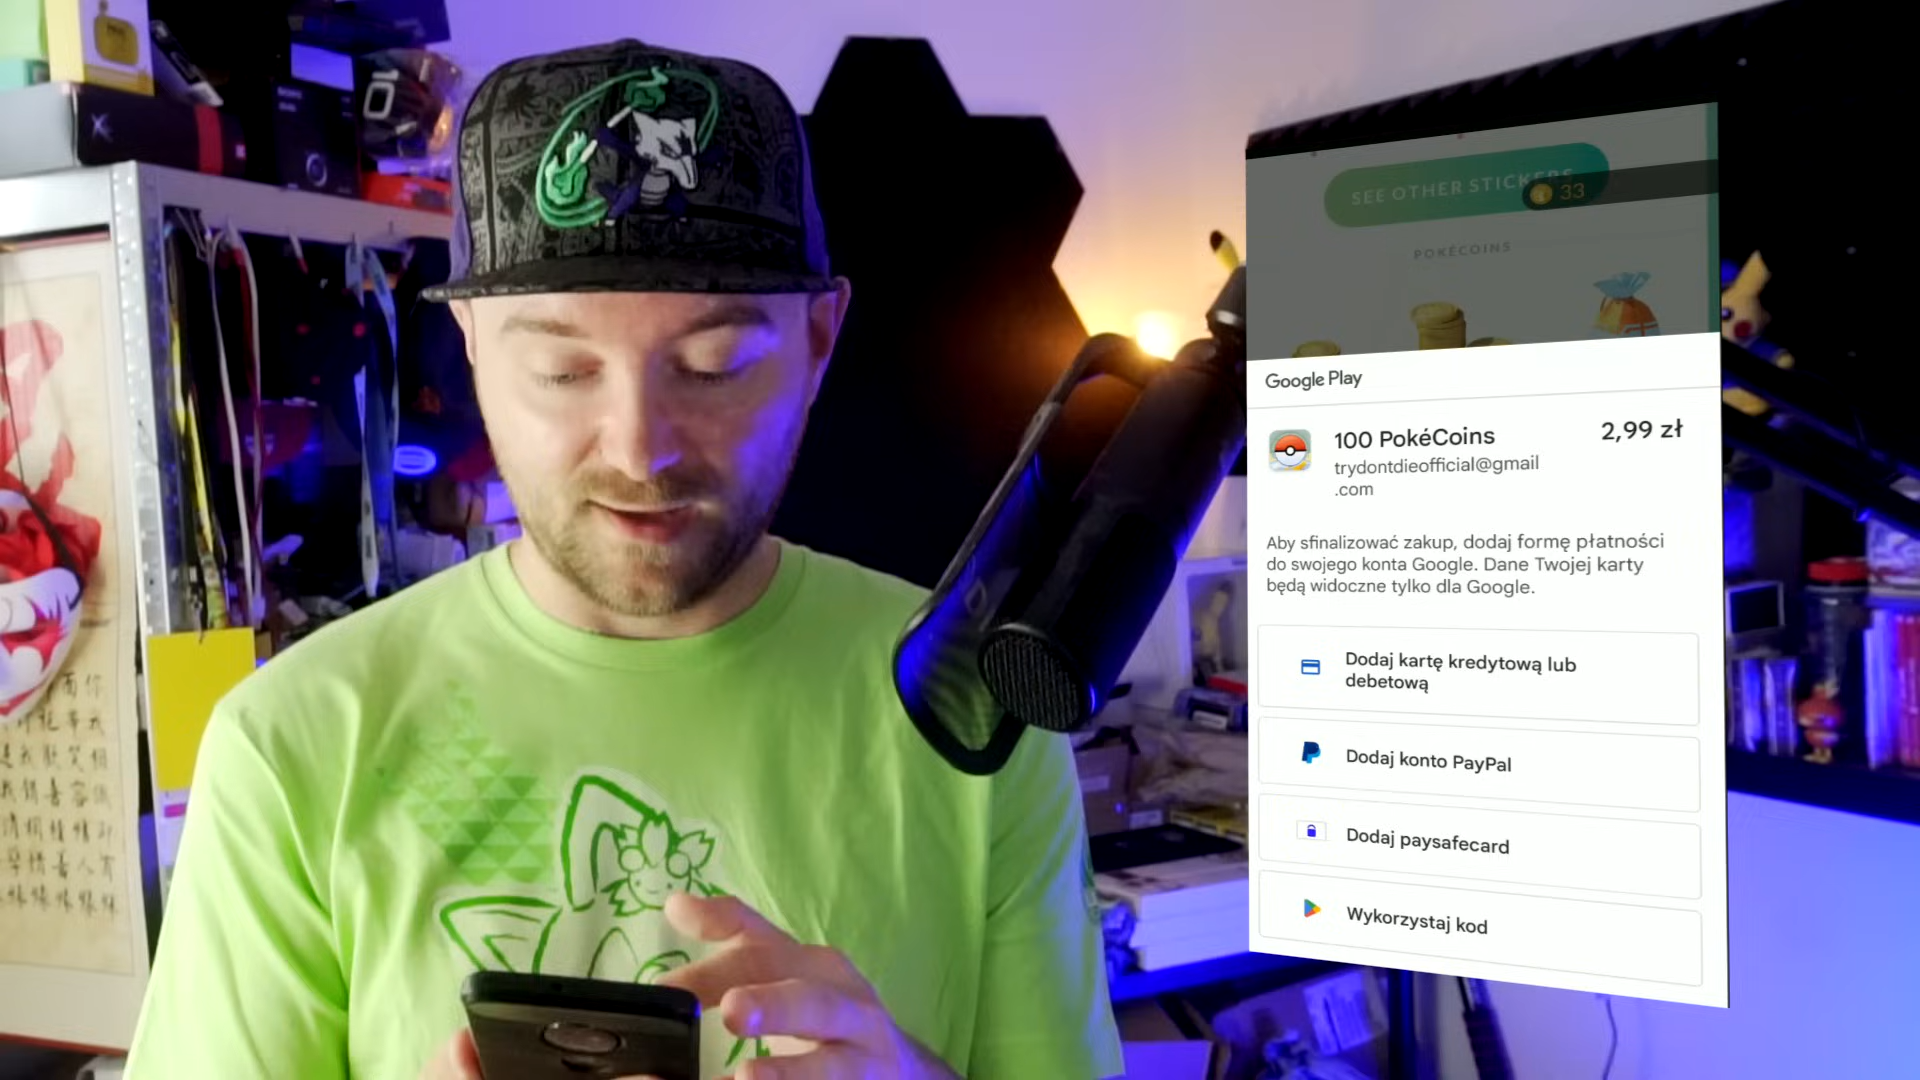 SEE OTHER STICKERS
33
POKÉCOINS
Google Play
100 PokéCoins
2,99 zł
trydontdieofficial@gmail
.com
Aby sfinalizować zakup, dodaj formę płatności
do swojego konta Google. Dane Twojej karty
będą widoczne tylko dla Google.
Dodaj kartę kredytową lub
debetową
Dodaj konto PayPal
Dodaj paysafecard
Wykorzystaj kod